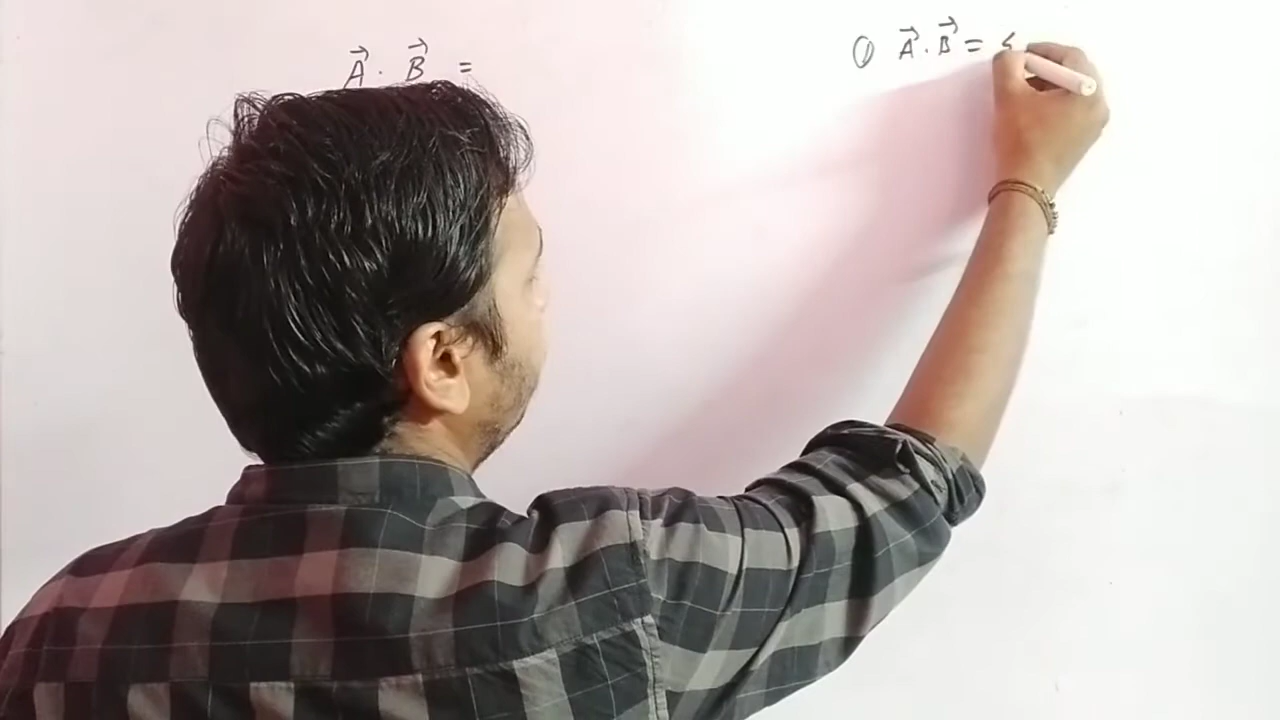 A⃗ · B⃗ =
① A⃗ · B⃗ =